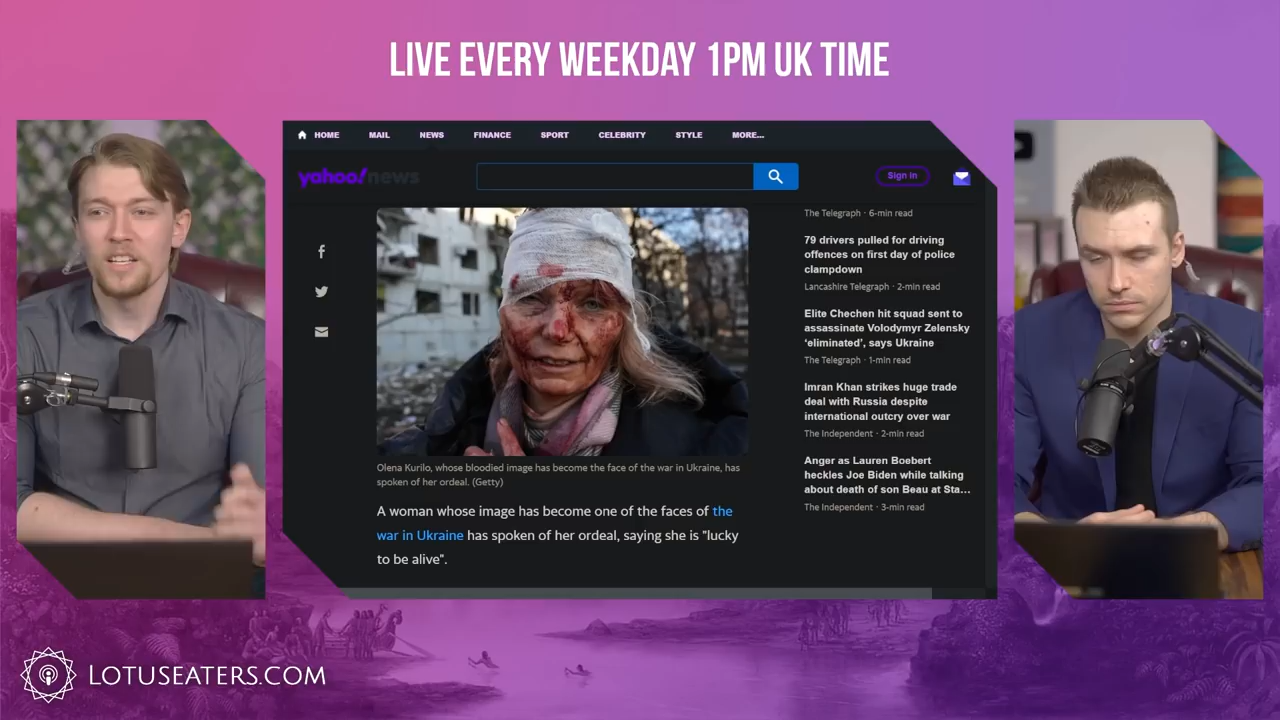 LIVE EVERY WEEKDAY 1PM UK TIME
HOME MAIL NEWS FINANCE SPORT CELEBRITY STYLE MORE...
yahoo!news
Sign in
The Telegraph · 6-min read
79 drivers pulled for driving
offences on first day of police
clampdown
Lancashire Telegraph · 2-min read
Elite Chechen hit squad sent to
assassinate Volodymyr Zelensky
‘eliminated’, says Ukraine
The Telegraph · 1-min read
Imran Khan strikes huge trade
deal with Russia despite
international outcry over war
The Independent · 2-min read
Anger as Lauren Boebert
heckles Joe Biden while talking
about death of son Beau at Sta...
The Independent · 3-min read
Olena Kurilo, whose bloodied image has become the face of the war in Ukraine, has
spoken of her ordeal. (Getty)
A woman whose image has become one of the faces of the
war in Ukraine has spoken of her ordeal, saying she is "lucky
to be alive".
LOTUSEATERS.COM